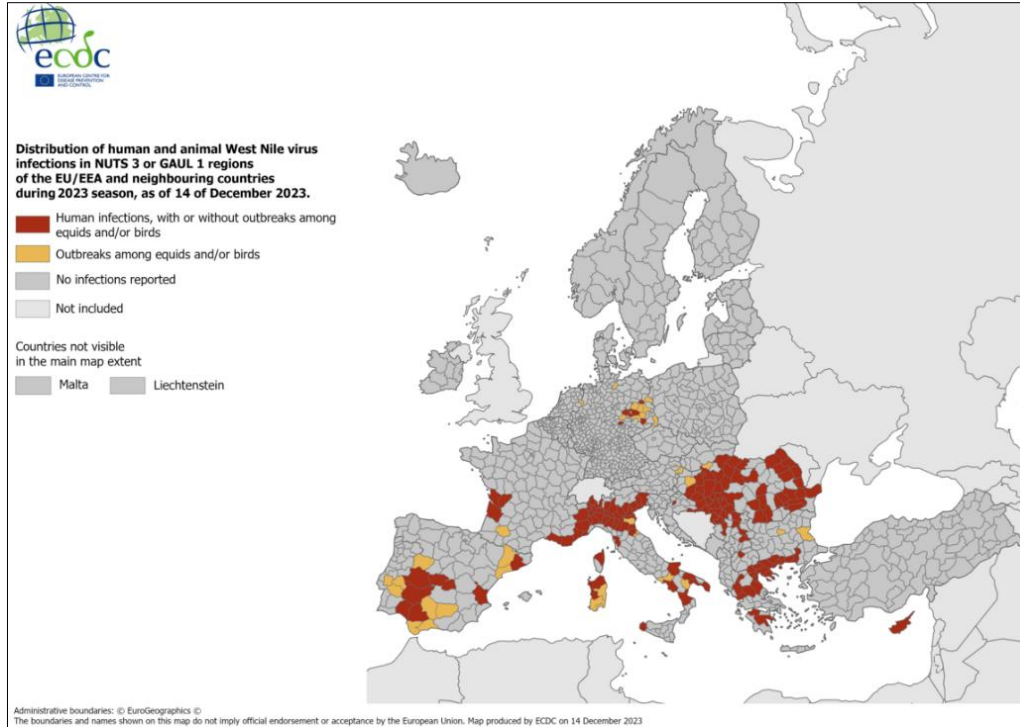 ecdc
EUROPEAN CENTRE FOR
DISEASE PREVENTION
AND CONTROL
Distribution of human and animal West Nile virus
infections in NUTS 3 or GAUL 1 regions
of the EU/EEA and neighbouring countries
during 2023 season, as of 14 of December 2023.
Human infections, with or without outbreaks among
equids and/or birds
Outbreaks among equids and/or birds
No infections reported
Not included
Countries not visible
in the main map extent
Malta Liechtenstein
Administrative boundaries: © EuroGeographics ©
The boundaries and names shown on this map do not imply official endorsement or acceptance by the European Union. Map produced by ECDC on 14 December 2023